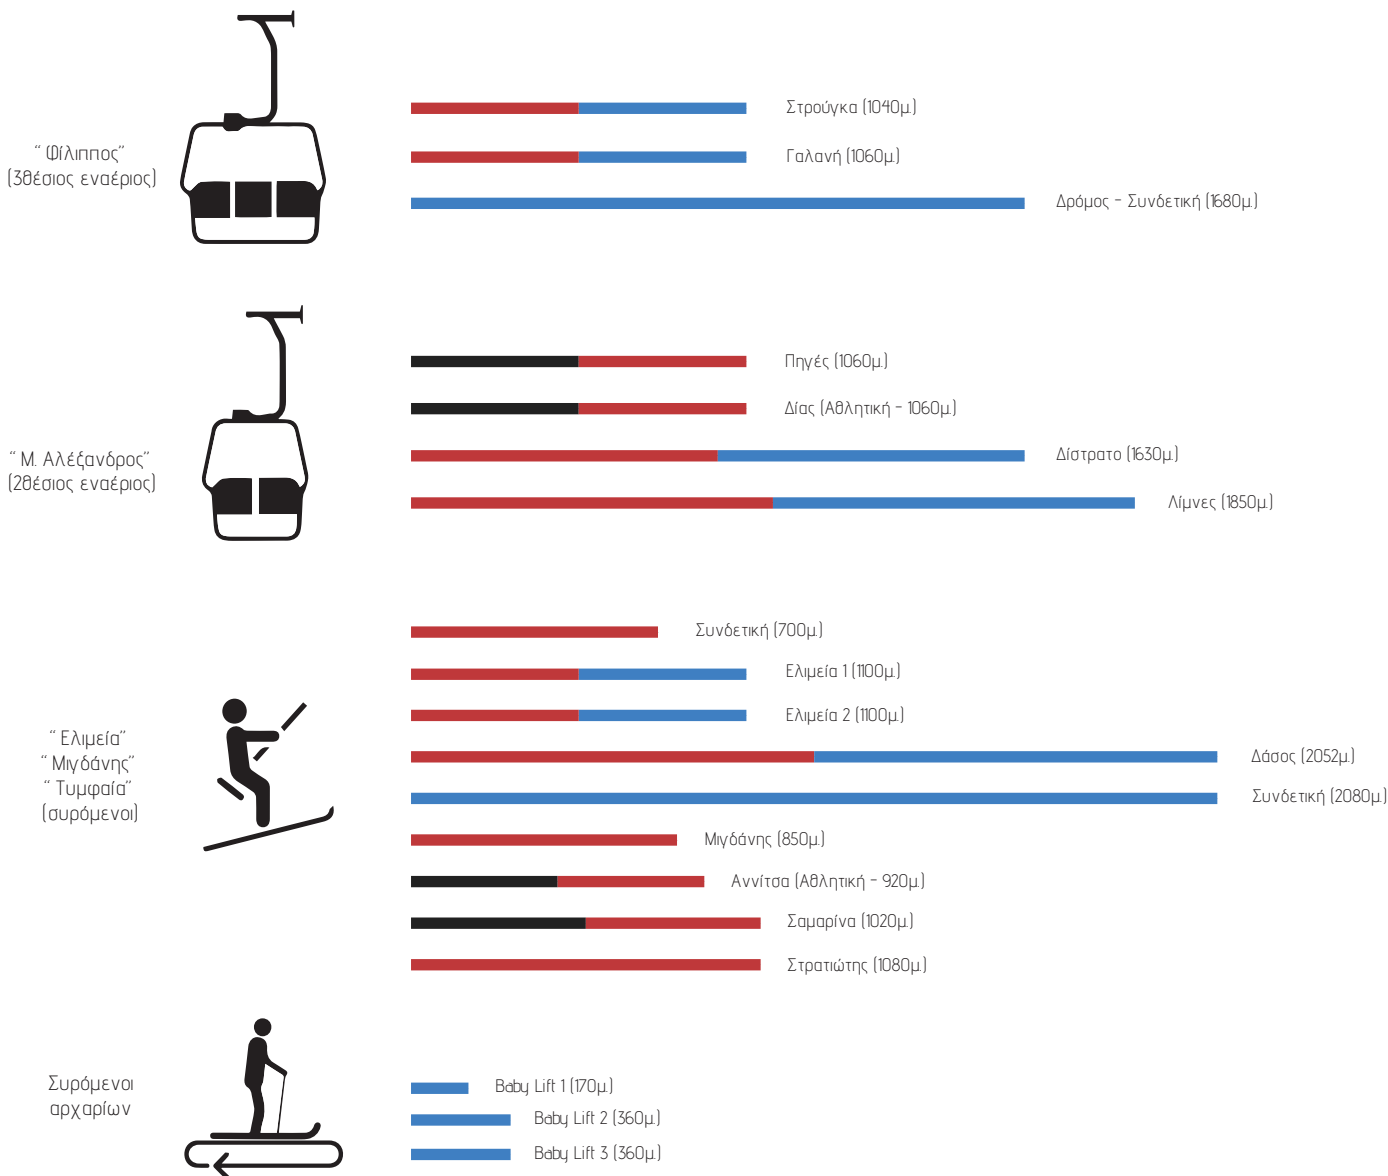 “ Φίλιππος”
(3θέσιος εναέριος)
Στρούγκα (1040μ.)
Γαλανή (1060μ.)
Δρόμος - Συνδετική (1680μ.)
“ Μ. Αλέξανδρος”
(2θέσιος εναέριος)
Πηγές (1060μ.)
Δίας (Αθλητική - 1060μ.)
Δίστρατο (1630μ.)
Λίμνες (1850μ.)
“ Ελιμεία”
“ Μιγδάνης”
“ Τυμφαία”
(συρόμενοι)
Συνδετική (700μ.)
Ελιμεία 1 (1100μ.)
Ελιμεία 2 (1100μ.)
Δάσος (2052μ.)
Συνδετική (2080μ.)
Μιγδάνης (850μ.)
Αννίτσα (Αθλητική - 920μ.)
Σαμαρίνα (1020μ.)
Στρατιώτης (1080μ.)
Συρόμενοι
αρχαρίων
Baby Lift 1 (170μ.)
Baby Lift 2 (360μ.)
Baby Lift 3 (360μ.)